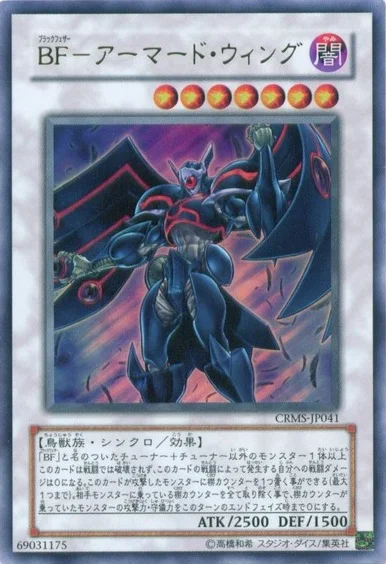 ブラックフェザー
BF－アーマード・ウィング
やみ
闇
CRMS-JP041
【鳥獣族・シンクロ／効果】
「BF」と名のついたチューナー＋チューナー以外のモンスター１体以上
このカードは戦闘では破壊されず、このカードの戦闘によって発生する自分への戦闘ダメー
ジは０になる。このカードが攻撃したモンスターに楔カウンターを１つ置く事ができる（最大
１つまで）。相手モンスターに乗っている楔カウンターを全て取り除く事で、楔カウンターが
乗っていたモンスターの攻撃力・守備力をこのターンのエンドフェイズ時まで０にする。
ATK/2500 DEF/1500
69031175
©高橋和希 スタジオ・ダイス/集英社